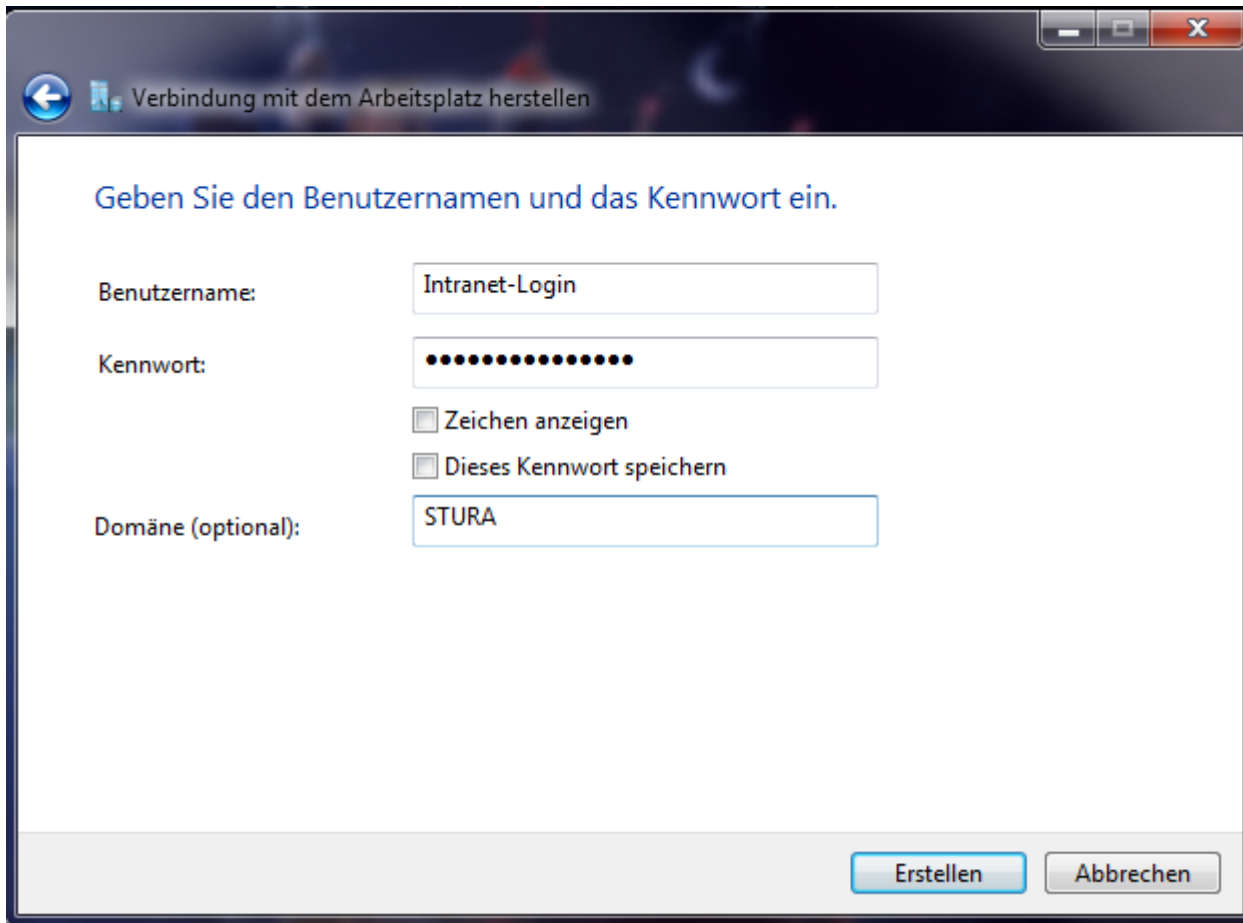 Verbindung mit dem Arbeitsplatz herstellen
Geben Sie den Benutzernamen und das Kennwort ein.
Benutzername:
Intranet-Login
Kennwort:
●●●●●●●●●●●●●●●
Zeichen anzeigen
Dieses Kennwort speichern
Domäne (optional):
STURA
Erstellen
Abbrechen